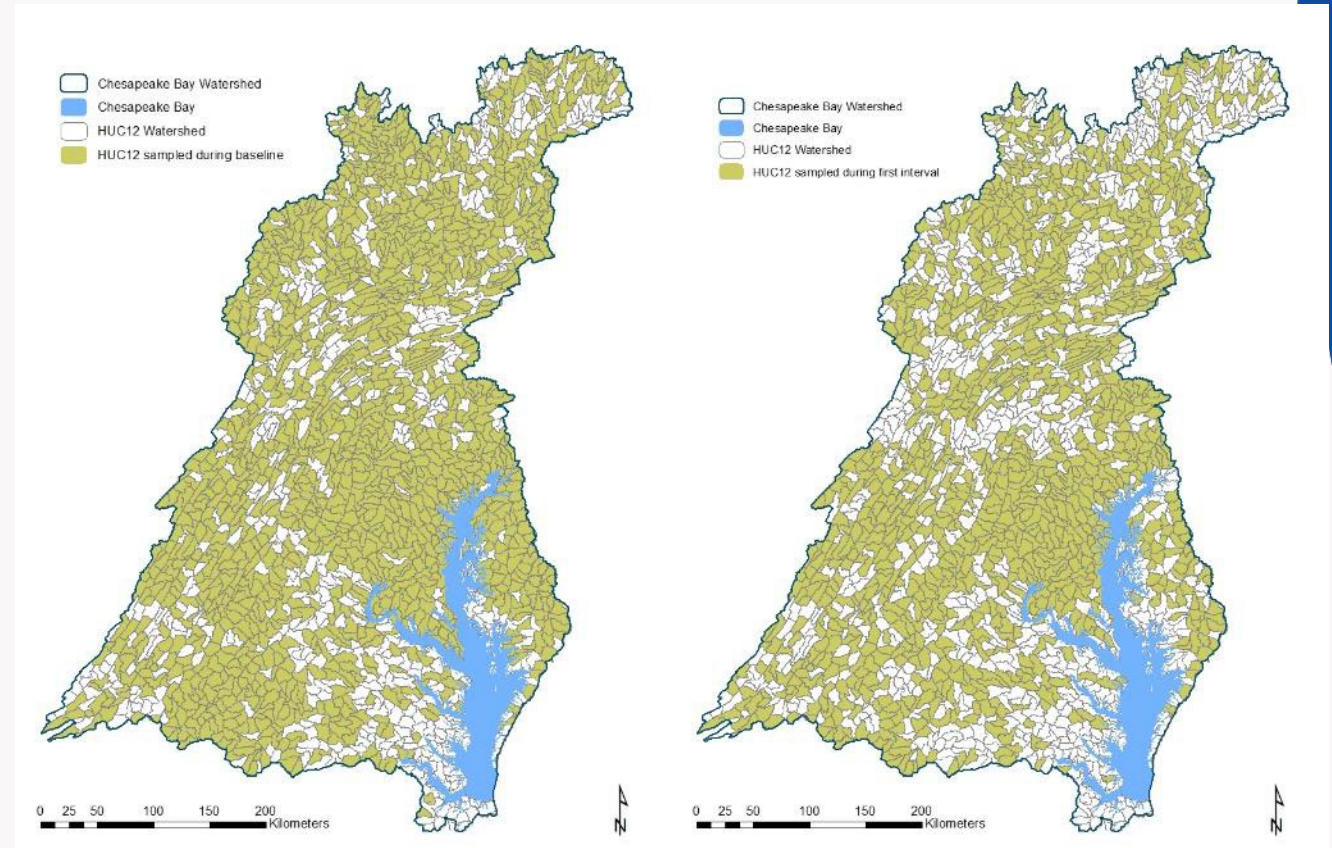 Chesapeake Bay Watershed
Chesapeake Bay
HUC12 Watershed
HUC12 sampled during baseline
0 25 50 100 150 200
Kilometers
N
Chesapeake Bay Watershed
Chesapeake Bay
HUC12 Watershed
HUC12 sampled during first interval
0 25 50 100 150 200
Kilometers
N